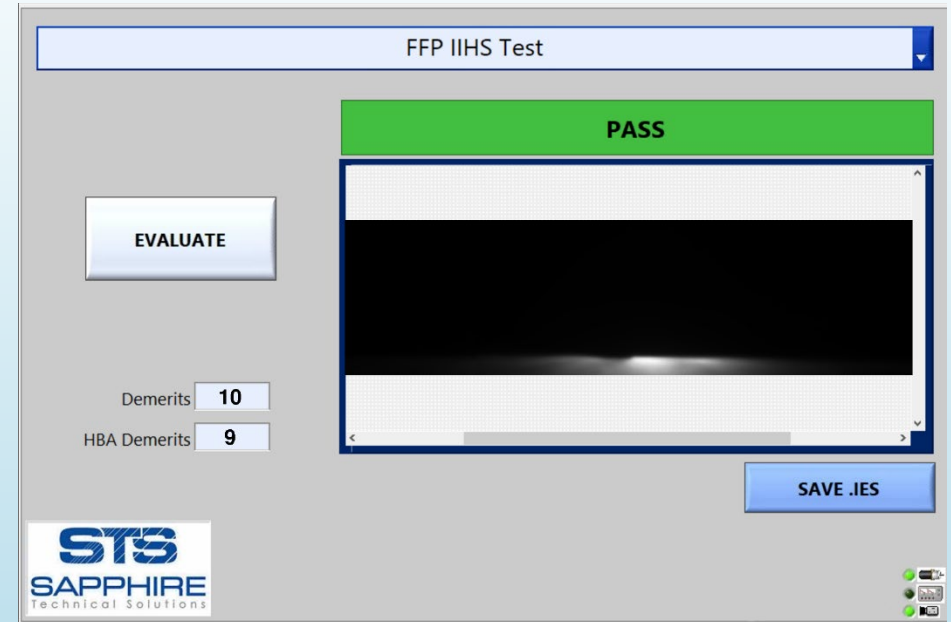 FFP IIHS Test
PASS
EVALUATE
Demerits 10
HBA Demerits 9
SAVE .IES
STS
SAPPHIRE
Technical Solutions